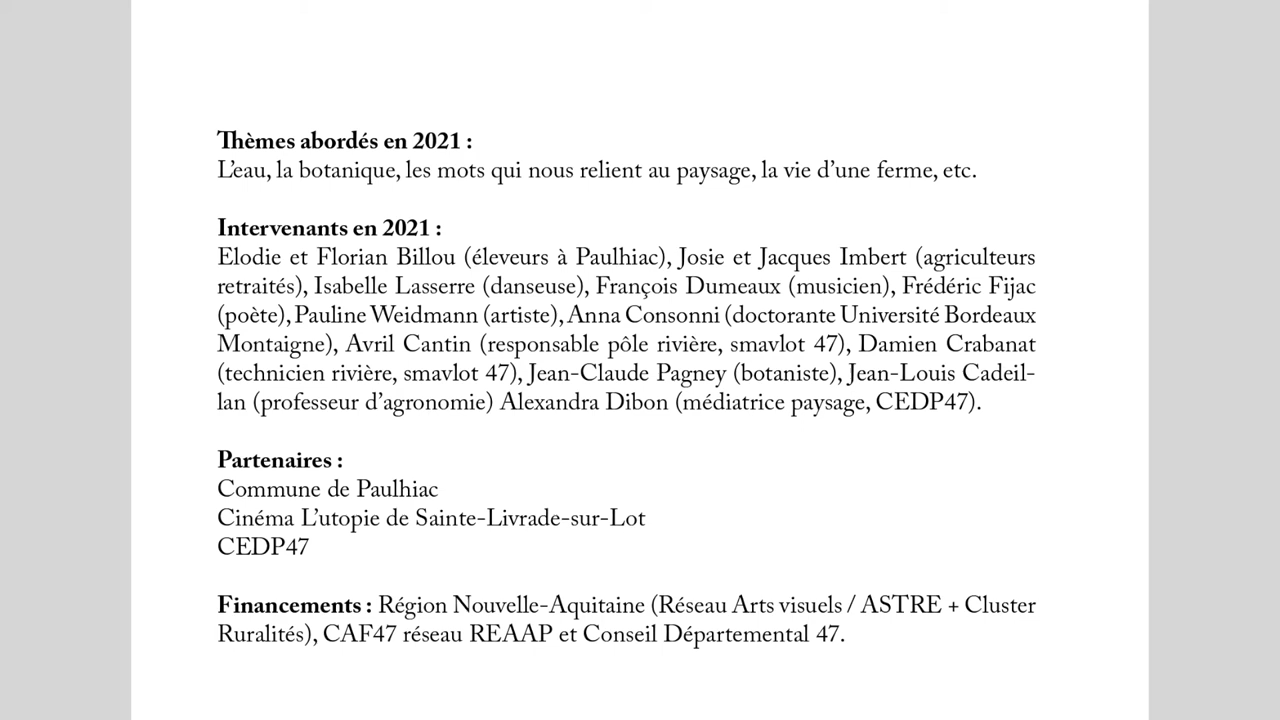 Thèmes abordés en 2021 :
L’eau, la botanique, les mots qui nous relient au paysage, la vie d’une ferme, etc.
Intervenants en 2021 :
Elodie et Florian Billou (éleveurs à Paulhiac), Josie et Jacques Imbert (agriculteurs
retraités), Isabelle Lasserre (danseuse), François Dumeaux (musicien), Frédéric Fijac
(poète), Pauline Weidmann (artiste), Anna Consonni (doctorante Université Bordeaux
Montaigne), Avril Cantin (responsable pôle rivière, smavlot 47), Damien Crabanat
(technicien rivière, smavlot 47), Jean-Claude Pagney (botaniste), Jean-Louis Cadeil-
lan (professeur d’agronomie) Alexandra Dibon (médiatrice paysage, CEDP47).
Partenaires :
Commune de Paulhiac
Cinéma L’utopie de Sainte-Livrade-sur-Lot
CEDP47
Financements : Région Nouvelle-Aquitaine (Réseau Arts visuels / ASTRE + Cluster
Ruralités), CAF47 réseau REAAP et Conseil Départemental 47.